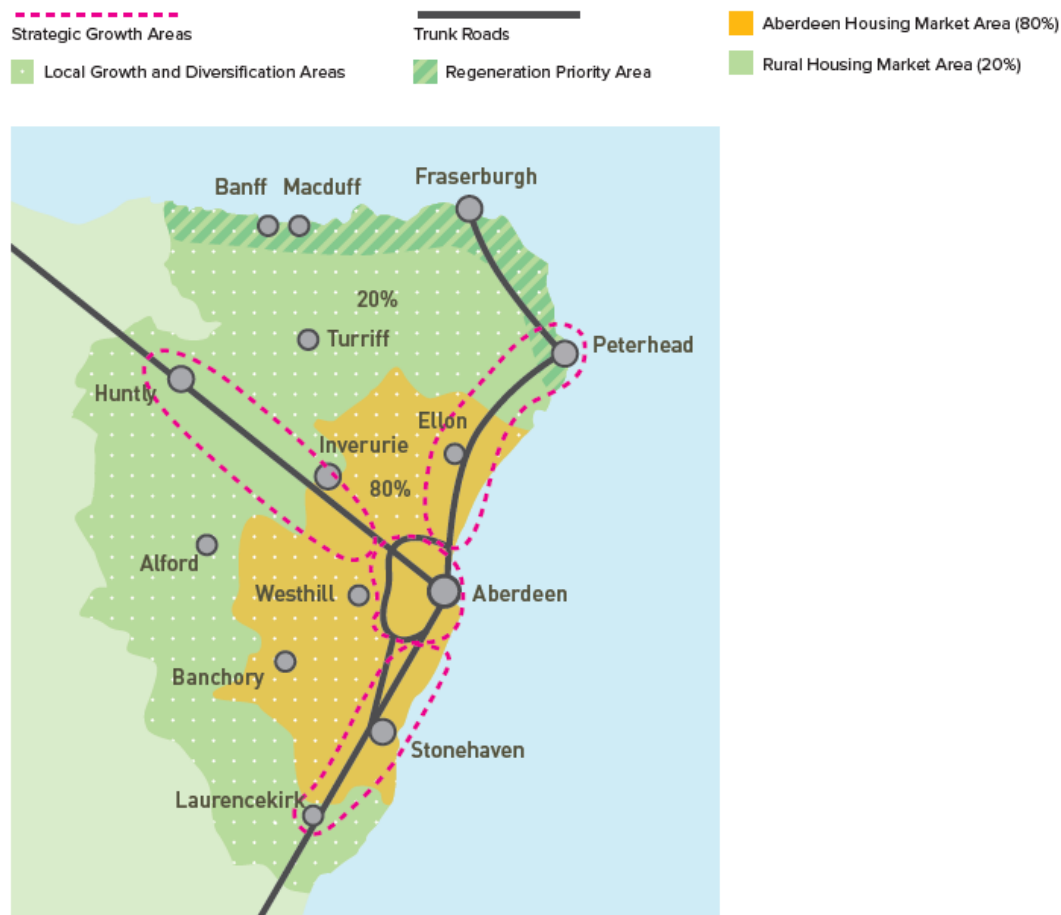 Strategic Growth Areas
Trunk Roads
Aberdeen Housing Market Area (80%)
Local Growth and Diversification Areas
Regeneration Priority Area
Rural Housing Market Area (20%)
Fraserburgh
Banff
Macduff
20%
Turriff
Peterhead
Huntly
Ellon
Inverurie
80%
Alford
Westhill
Aberdeen
Banchory
Stonehaven
Laurencekirk